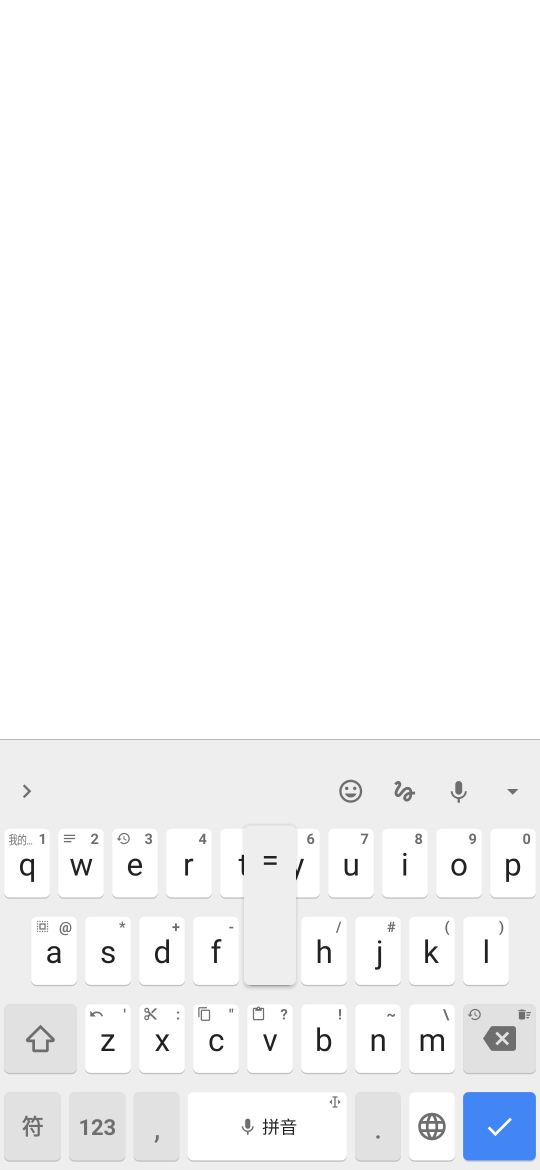 我的... 1 2 3 4 6 7 8 9 0
q w e r t y u i o p
=
@ * + - / # ( )
a s d f h j k l
' : " ? ! ~ \
z x c v b n m
符 123 , 拼音 .